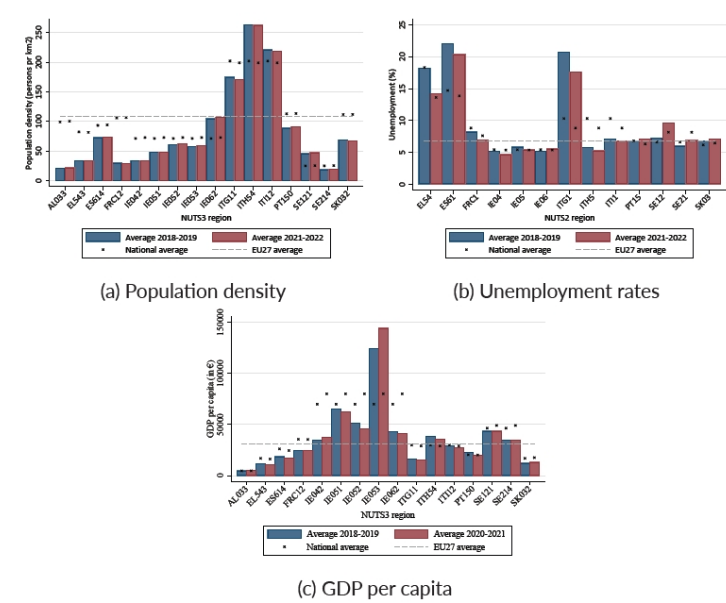 Population density (persons pr km2)
250
200
150
100
50
0
AL033 EL543 ES614 FRC12 IE042 IE051 IE052 IE053 IE062 ITG11 ITH54 ITI12 PT150 SE121 SE214 SK032
NUTS3 region
Average 2018-2019 Average 2021-2022
National average EU27 average
(a) Population density
Unemployment (%)
25
20
15
10
5
0
EL54 ES61 FRC1 IE04 IE05 IE06 ITG1 ITH5 ITI1 PT15 SE12 SE21 SK03
NUTS2 region
Average 2018-2019 Average 2021-2022
National average EU27 average
(b) Unemployment rates
GDP per capita (in €)
150000
100000
50000
0
AL033 EL543 ES614 FRC12 IE042 IE051 IE052 IE053 IE062 ITG11 ITH54 ITI12 PT150 SE121 SE214 SK032
NUTS3 region
Average 2018-2019 Average 2020-2021
National average EU27 average
(c) GDP per capita